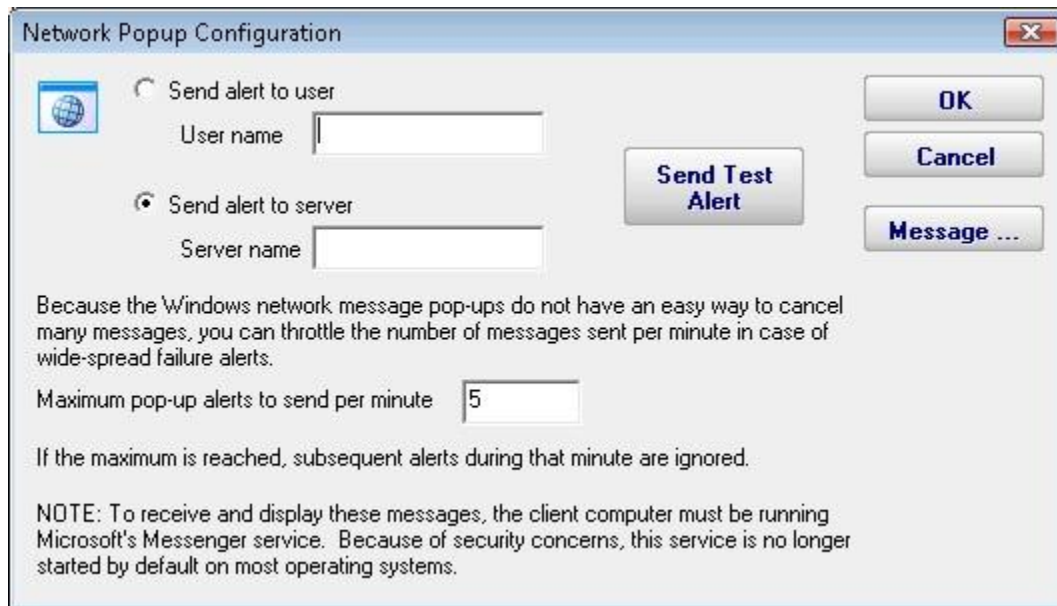 Network Popup Configuration
Send alert to user
User name
OK
Cancel
Send Test
Alert
Send alert to server
Message ...
Server name
Because the Windows network message pop-ups do not have an easy way to cancel
many messages, you can throttle the number of messages sent per minute in case of
wide-spread failure alerts.
Maximum pop-up alerts to send per minute 5
If the maximum is reached, subsequent alerts during that minute are ignored.
NOTE: To receive and display these messages, the client computer must be running
Microsoft's Messenger service. Because of security concerns, this service is no longer
started by default on most operating systems.